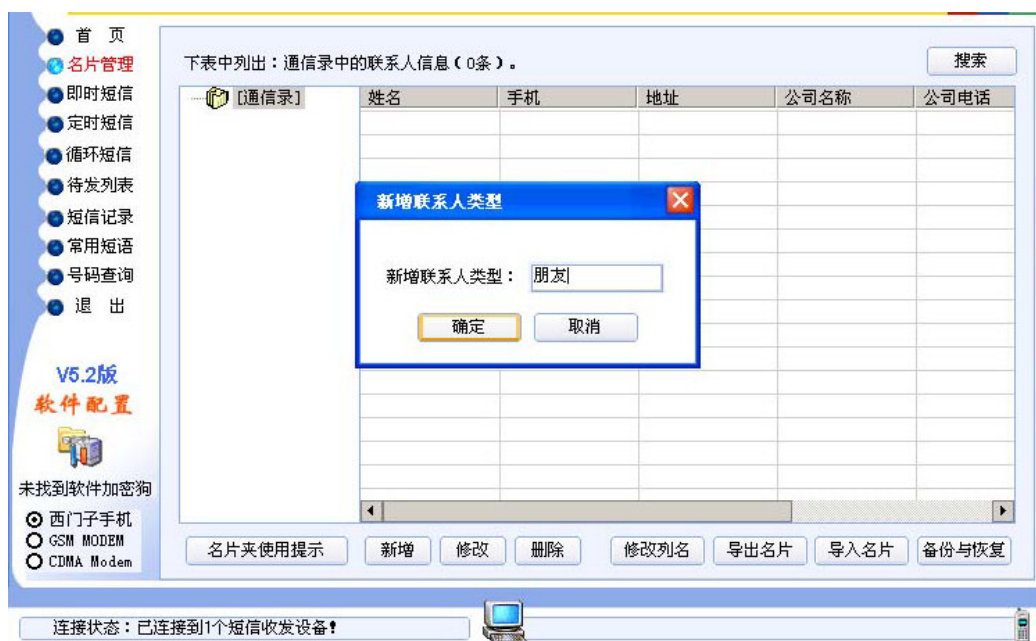 首 页
名片管理
即时短信
定时短信
循环短信
待发列表
短信记录
常用短语
号码查询
退 出
V5.2版
软件配置
未找到软件加密狗
西门子手机
GSM MODEM
CDMA Modem
下表中列出：通信录中的联系人信息(0条)。
搜索
[通信录]
姓名 手机 地址 公司名称 公司电话
新增联系人类型
新增联系人类型： 朋友
确定 取消
名片夹使用提示 新增 修改 删除 修改列名 导出名片 导入名片 备份与恢复
连接状态：已连接到1个短信收发设备!